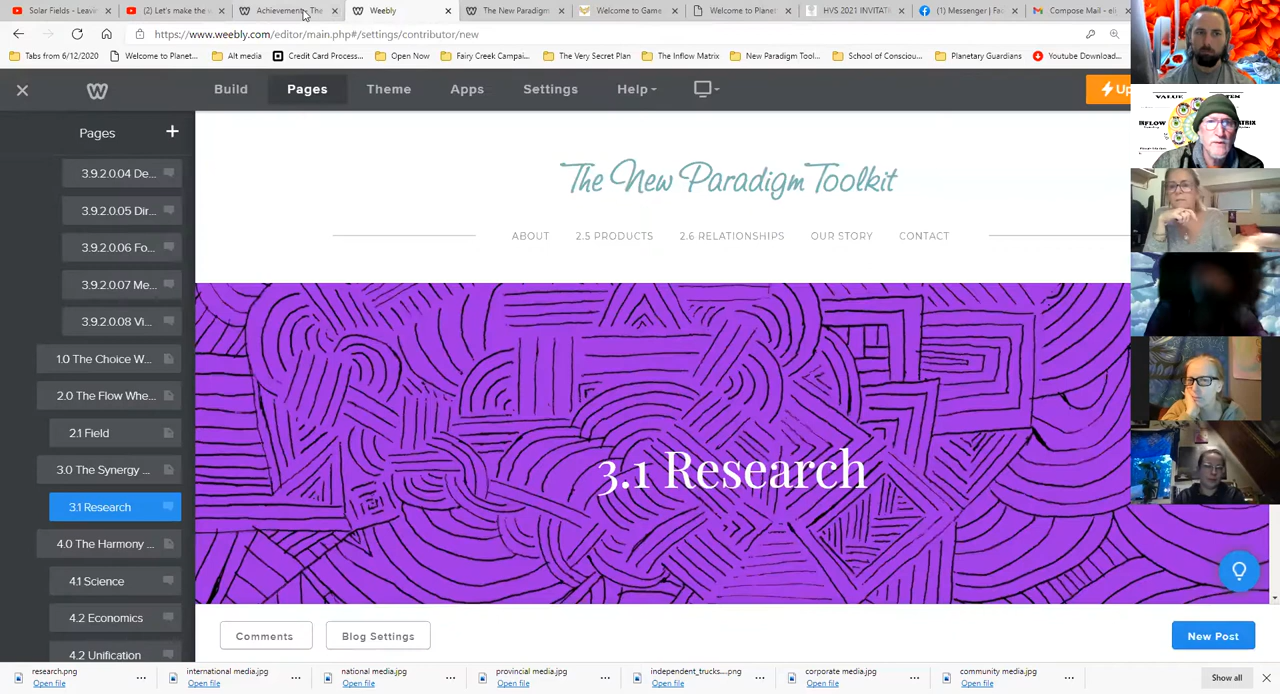 Solar Fields - Leavi
(2) Let's make the
Achievement - The
Weebly
The New Paradigm
Welcome to Game
Welcome to Planet
HVS 2021 INVITATI
(1) Messenger | Fa
Compose Mail - eli
https://www.weebly.com/editor/main.php#/settings/contributor/new
Tabs from 6/12/2020
Welcome to Planet...
Alt media
Credit Card Process...
Open Now
Fairy Creek Campai...
The Very Secret Plan
The Inflow Matrix
New Paradigm Tool...
School of Conscious...
Planetary Guardians
Youtube Download...
Build
Pages
Theme
Apps
Settings
Help
Up
VALUE
INFLOW
Pages
+
3.9.2.0.04 De...
3.9.2.0.05 Dir...
3.9.2.0.06 Fo...
3.9.2.0.07 Me...
3.9.2.0.08 Vi...
1.0 The Choice W...
2.0 The Flow Whe...
2.1 Field
3.0 The Synergy ...
3.1 Research
4.0 The Harmony ...
4.1 Science
4.2 Economics
4.2 Unification
The New Paradigm Toolkit
ABOUT
2.5 PRODUCTS
2.6 RELATIONSHIPS
OUR STORY
CONTACT
3.1 Research
Comments
Blog Settings
New Post
research.png
Open file
international media.jpg
Open file
national media.jpg
Open file
provincial media.jpg
Open file
independent_trucks....png
Open file
corporate media.jpg
Open file
community media.jpg
Open file
Show all